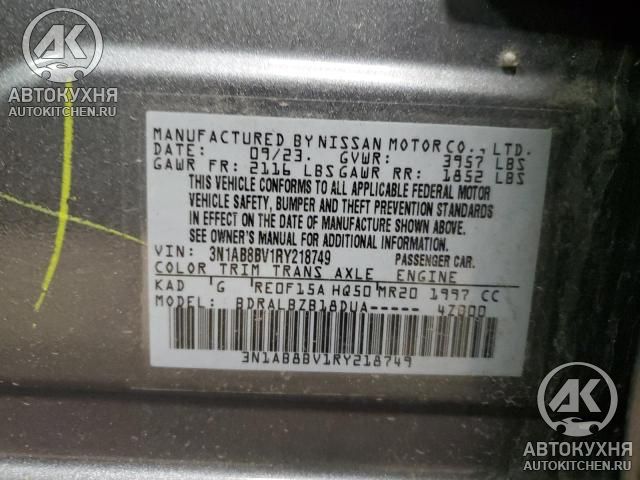 AK
АВТОКУХНЯ
AUTOKITCHEN.RU
MANUFACTURED BY NISSAN MOTOR CO., LTD.
DATE: 09/23. GVWR: 3957 LBS
GAWR FR: 2116 LBS GAWR RR: 1852 LBS
THIS VEHICLE CONFORMS TO ALL APPLICABLE FEDERAL MOTOR
VEHICLE SAFETY, BUMPER AND THEFT PREVENTION STANDARDS
IN EFFECT ON THE DATE OF MANUFACTURE SHOWN ABOVE.
SEE OWNER'S MANUAL FOR ADDITIONAL INFORMATION.
VIN: 3N1AB8BV1RY218749 PASSENGER CAR.
COLOR TRIM TRANS AXLE ENGINE
KAD G RE0F15A HQ50 MR20 1997 CC
MODEL: BDRALBZB18DUA----- 4Z000
3N1AB8BV1RY218749
AK
АВТОКУХНЯ
AUTOKITCHEN.RU